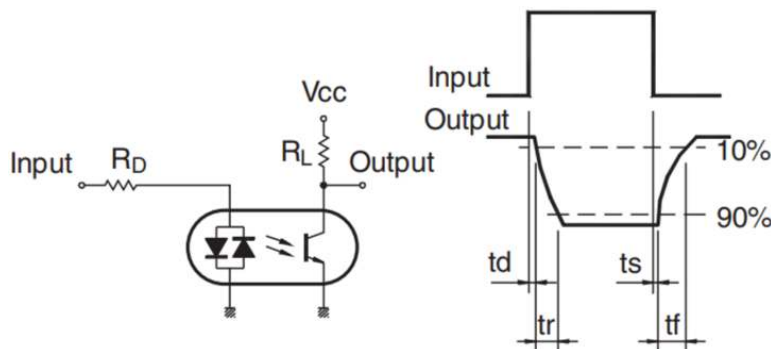 Input
RD
Vcc
RL
Output
Input
Output
10%
90%
td
ts
tr
tf